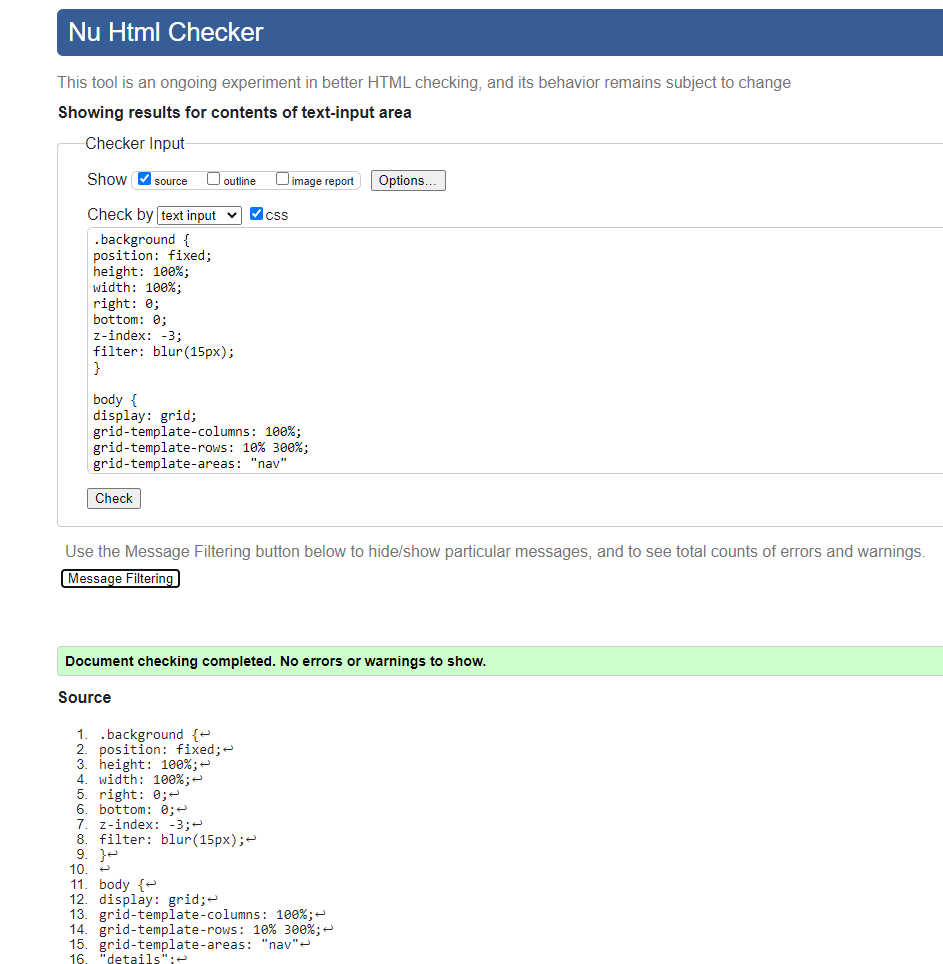 Nu Html Checker
This tool is an ongoing experiment in better HTML checking, and its behavior remains subject to change
Showing results for contents of text-input area
Checker Input
Show source outline image report Options...
Check by text input css
.background {
position: fixed;
height: 100%;
width: 100%;
right: 0;
bottom: 0;
z-index: -3;
filter: blur(15px);
}
body {
display: grid;
grid-template-columns: 100%;
grid-template-rows: 10% 300%;
grid-template-areas: "nav"
Check
Use the Message Filtering button below to hide/show particular messages, and to see total counts of errors and warnings.
Message Filtering
Document checking completed. No errors or warnings to show.
Source
1. .background {↩
2. position: fixed;↩
3. height: 100%;↩
4. width: 100%;↩
5. right: 0;↩
6. bottom: 0;↩
7. z-index: -3;↩
8. filter: blur(15px);↩
9. }↩
10. ↩
11. body {↩
12. display: grid;↩
13. grid-template-columns: 100%;↩
14. grid-template-rows: 10% 300%;↩
15. grid-template-areas: "nav"↩
16. "details";↩